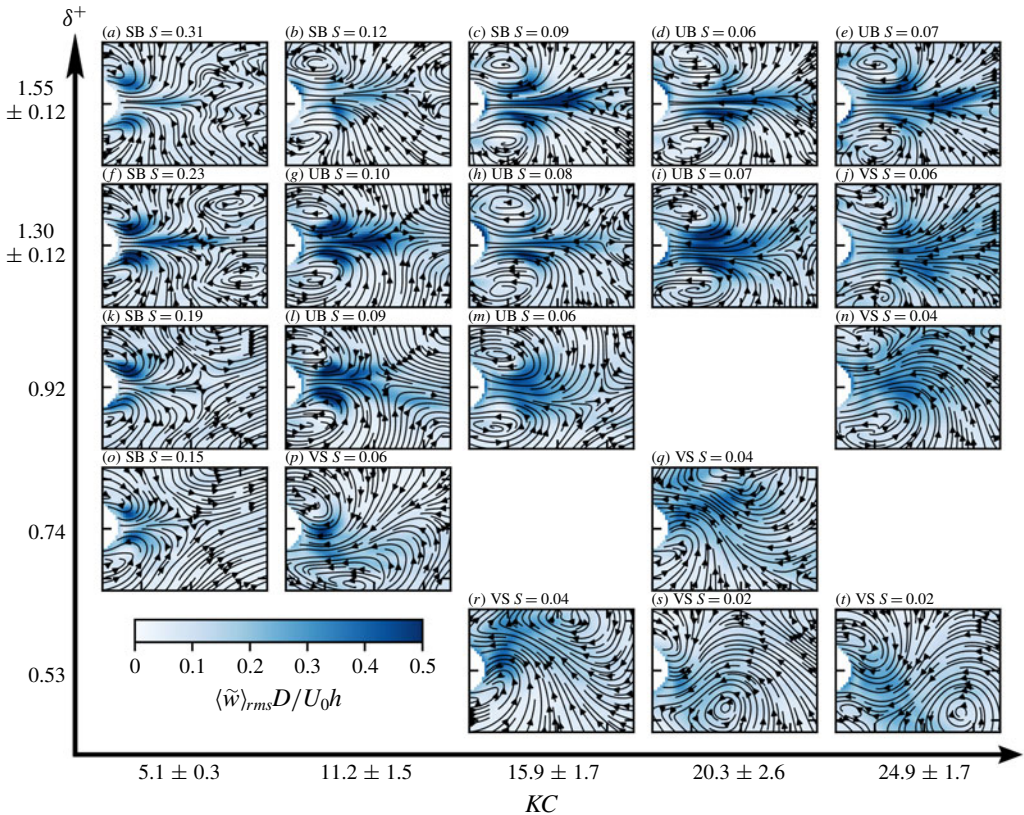 δ+
(a) SB S = 0.31
(b) SB S = 0.12
(c) SB S = 0.09
(d) UB S = 0.06
(e) UB S = 0.07
1.55
± 0.12
(f) SB S = 0.23
(g) UB S = 0.10
(h) UB S = 0.08
(i) UB S = 0.07
(j) VS S = 0.06
1.30
± 0.12
(k) SB S = 0.19
(l) UB S = 0.09
(m) UB S = 0.06
(n) VS S = 0.04
0.92
(o) SB S = 0.15
(p) VS S = 0.06
(q) VS S = 0.04
0.74
(r) VS S = 0.04
(s) VS S = 0.02
(t) VS S = 0.02
0.53
0 0.1 0.2 0.3 0.4 0.5
⟨w̃⟩rms D/U0h
5.1 ± 0.3
11.2 ± 1.5
15.9 ± 1.7
20.3 ± 2.6
24.9 ± 1.7
KC